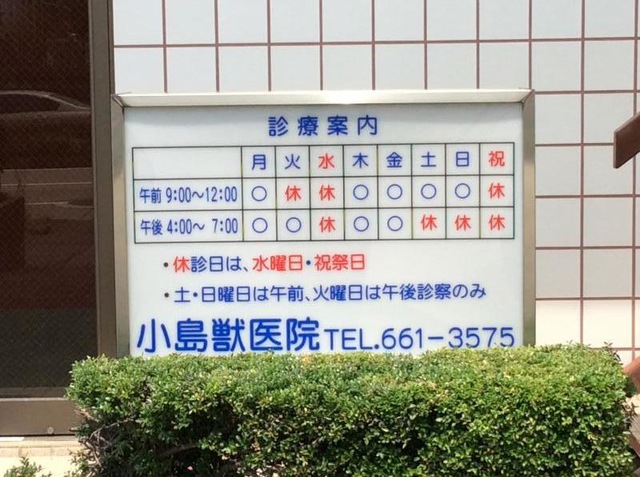 診療案内
月 火 水 木 金 土 日 祝
午前 9:00〜12:00 ○ 休 休 ○ ○ ○ ○ 休
午後 4:00〜 7:00 ○ ○ 休 ○ ○ 休 休 休
・休診日は、水曜日・祝祭日
・土・日曜日は午前、火曜日は午後診察のみ
小島獣医院 TEL.661-3575